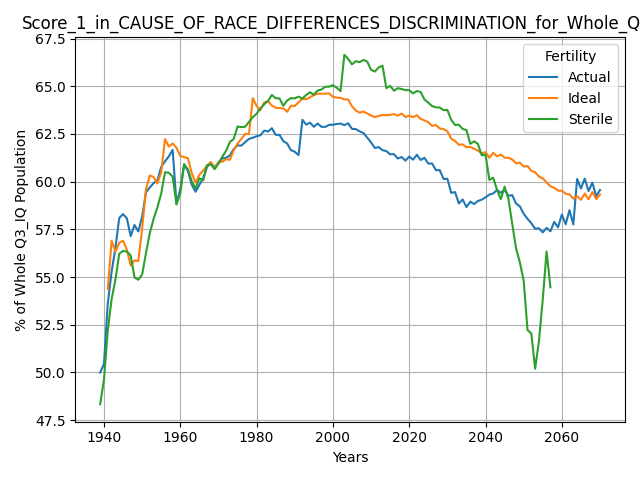 Score_1_in_CAUSE_OF_RACE_DIFFERENCES_DISCRIMINATION_for_Whole_Q
67.5
65.0
62.5
60.0
57.5
55.0
52.5
50.0
47.5
% of Whole Q3_IQ Population
Fertility
Actual
Ideal
Sterile
1940
1960
1980
2000
2020
2040
2060
Years